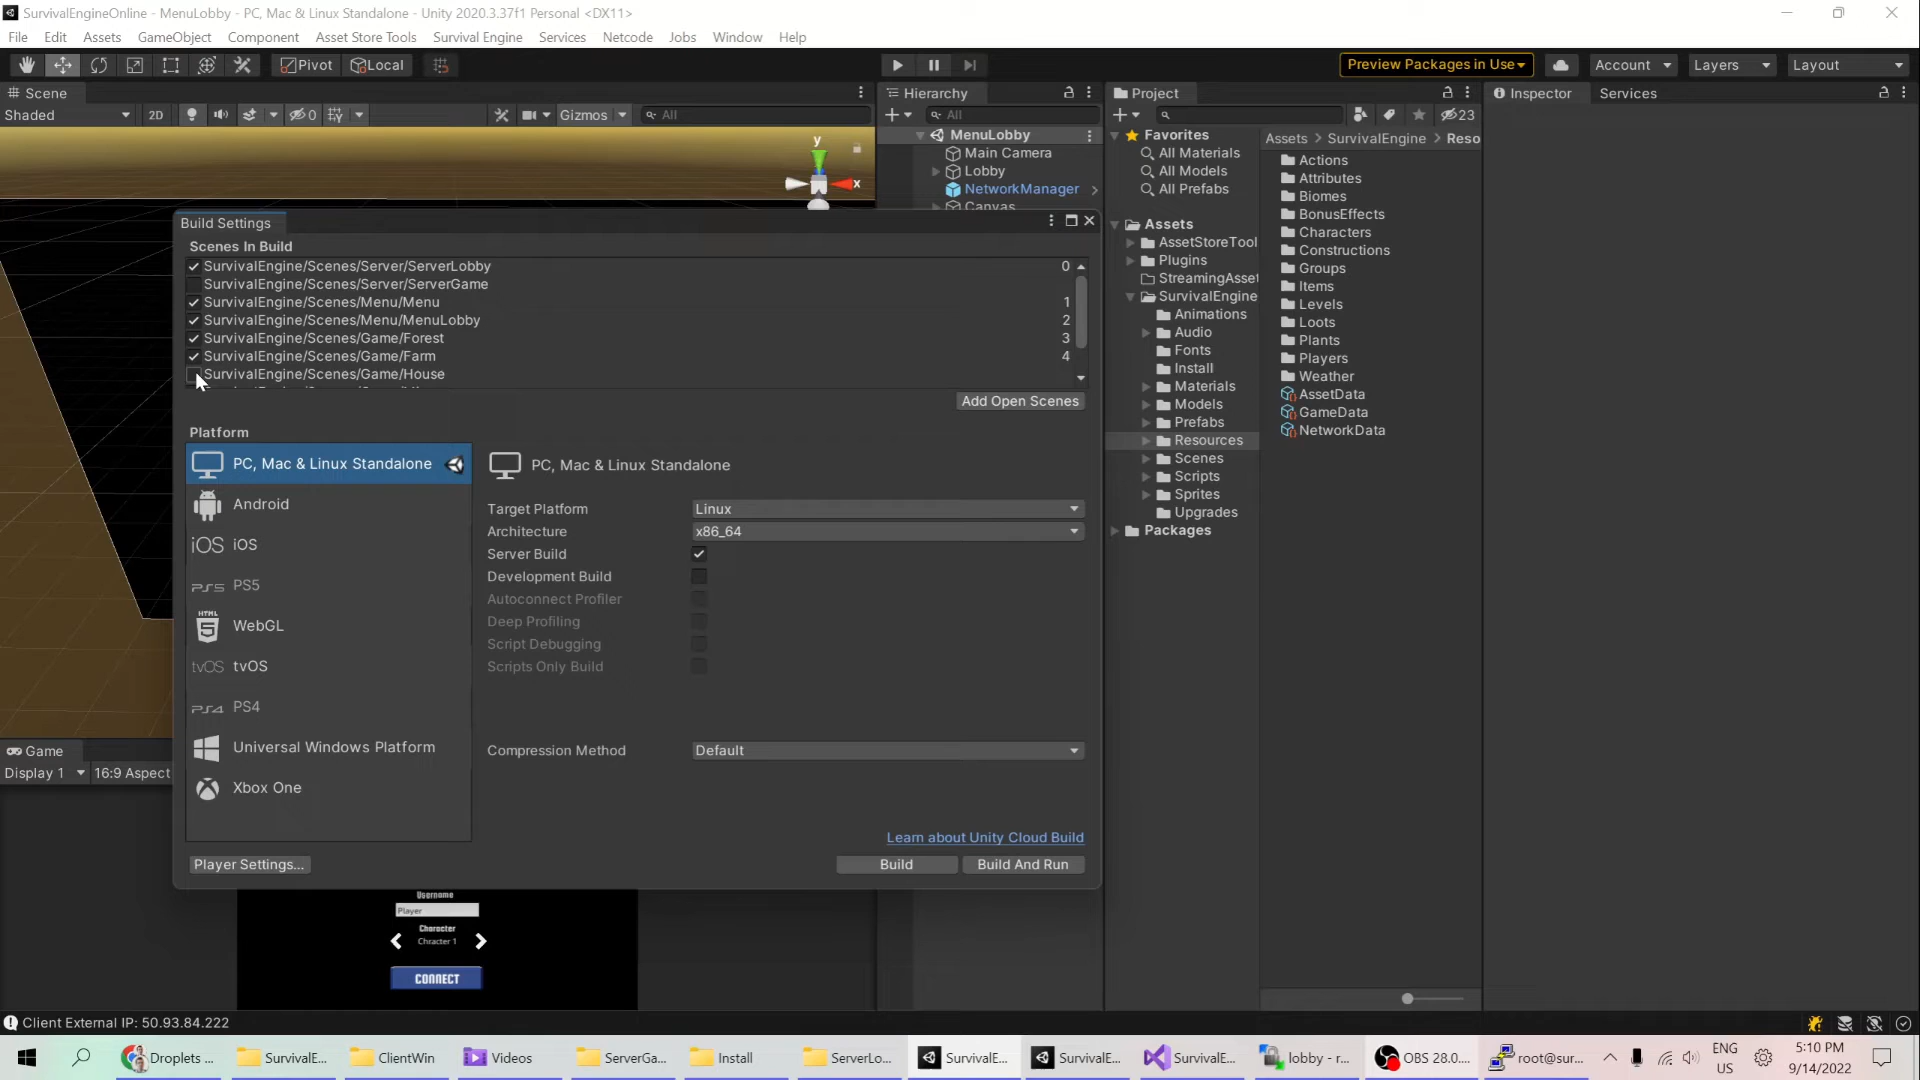 SurvivalEngineOnline - MenuLobby - PC, Mac & Linux Standalone - Unity 2020.3.37f1 Personal <DX11>
File Edit Assets GameObject Component Asset Store Tools Survival Engine Services Netcode Jobs Window Help
Pivot Local Preview Packages in Use Account Layers Layout
Scene
Shaded 2D 0 Gizmos All
y
x
Hierarchy
All
MenuLobby
Main Camera
Lobby
NetworkManager
Canvas
Project
23
Favorites
All Materials
All Models
All Prefabs
Assets
AssetStoreTool
Plugins
StreamingAsset
SurvivalEngine
Animations
Audio
Fonts
Install
Materials
Models
Prefabs
Resources
Scenes
Scripts
Sprites
Upgrades
Packages
Assets > SurvivalEngine > Reso
Actions
Attributes
Biomes
BonusEffects
Characters
Constructions
Groups
Items
Levels
Loots
Plants
Players
Weather
AssetData
GameData
NetworkData
Inspector Services
Build Settings
Scenes In Build
SurvivalEngine/Scenes/Server/ServerLobby 0
SurvivalEngine/Scenes/Server/ServerGame
SurvivalEngine/Scenes/Menu/Menu 1
SurvivalEngine/Scenes/Menu/MenuLobby 2
SurvivalEngine/Scenes/Game/Forest 3
SurvivalEngine/Scenes/Game/Farm 4
SurvivalEngine/Scenes/Game/House
Add Open Scenes
Platform
PC, Mac & Linux Standalone
Android
iOS iOS
PS5 PS5
HTML 5 WebGL
tvOS tvOS
PS4 PS4
Universal Windows Platform
Xbox One
PC, Mac & Linux Standalone
Target Platform Linux
Architecture x86_64
Server Build
Development Build
Autoconnect Profiler
Deep Profiling
Script Debugging
Scripts Only Build
Compression Method Default
Learn about Unity Cloud Build
Player Settings... Build Build And Run
Game
Display 1 16:9 Aspect
Username
Player
Character
Chracter 1
CONNECT
Client External IP: 50.93.84.222
Droplets ... SurvivalE... ClientWin Videos ServerGa... Install ServerLo... SurvivalE... SurvivalE... SurvivalE... lobby - r... OBS 28.0.... root@sur...
ENG
US
5:10 PM
9/14/2022